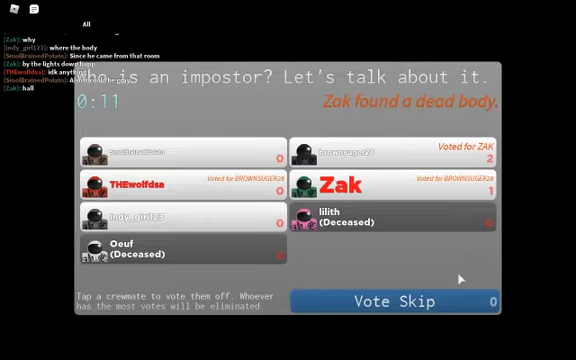 All
[Zak]: why
[indy_girl123]: where the body
[SmolBrainedPotato]: Since he came from that room
[Zak]: by the lights down happ
[THEwolfdsa]: idk anything
[SmolBrainedPotato]:
[Zak]: hall
Who is an impostor? Let's talk about it.
0:11
Zak found a dead body.
SmolBrainedPotato
0
brownsuger28
Voted for ZAK
2
THEwolfdsa
Voted for BROWNSUGER28
0
Zak
Voted for BROWNSUGER28
1
indy_girl123
0
lilith
(Deceased)
0
Oeuf
(Deceased)
0
Tap a crewmate to vote them off. Whoever
has the most votes will be eliminated.
Vote Skip
0